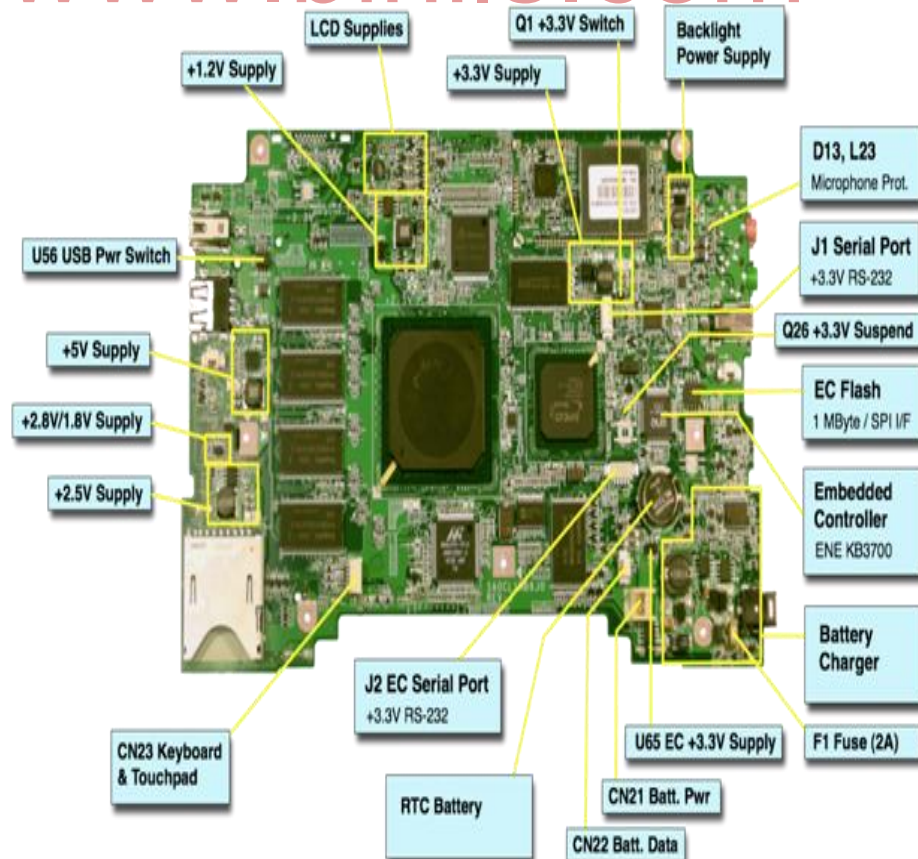 LCD Supplies
Q1 +3.3V Switch
Backlight
Power Supply
+1.2V Supply
+3.3V Supply
D13, L23
Microphone Prot.
U56 USB Pwr Switch
J1 Serial Port
+3.3V RS-232
+5V Supply
Q26 +3.3V Suspend
+2.8V/1.8V Supply
EC Flash
1 MByte / SPI I/F
+2.5V Supply
Embedded
Controller
ENE KB3700
Battery
Charger
J2 EC Serial Port
+3.3V RS-232
CN23 Keyboard
& Touchpad
U65 EC +3.3V Supply
F1 Fuse (2A)
RTC Battery
CN21 Batt. Pwr
CN22 Batt. Data